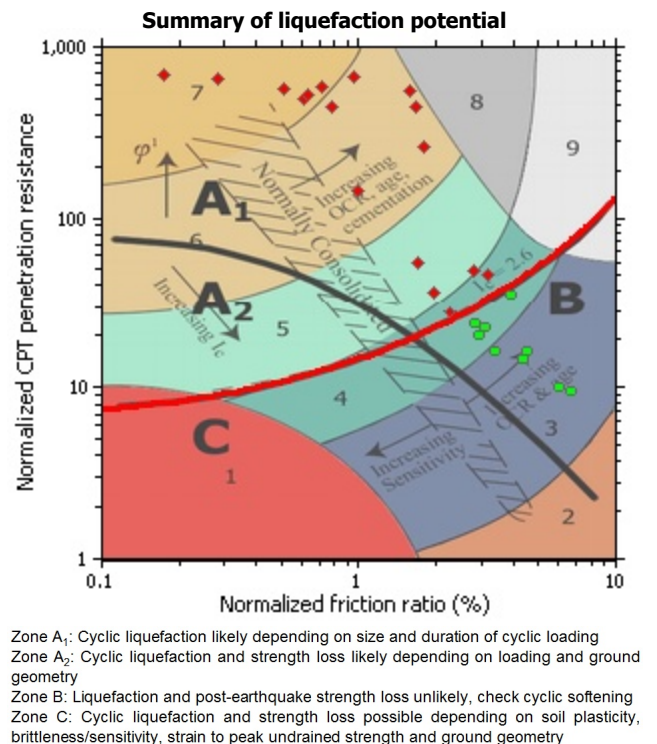 Summary of liquefaction potential
1,000
7
8
9
φ'
Increasing
OCR, age,
cementation
Normally Consolidated
A1
100
6
A2
Ic = 2.6
B
Increasing Ic
5
10
4
Increasing
OCR & age
3
C
Increasing
Sensitivity
1
2
1
0.1
1
10
Normalized CPT penetration resistance
Normalized friction ratio (%)
Zone A1: Cyclic liquefaction likely depending on size and duration of cyclic loading
Zone A2: Cyclic liquefaction and strength loss likely depending on loading and ground
geometry
Zone B: Liquefaction and post-earthquake strength loss unlikely, check cyclic softening
Zone C: Cyclic liquefaction and strength loss possible depending on soil plasticity,
brittleness/sensitivity, strain to peak undrained strength and ground geometry